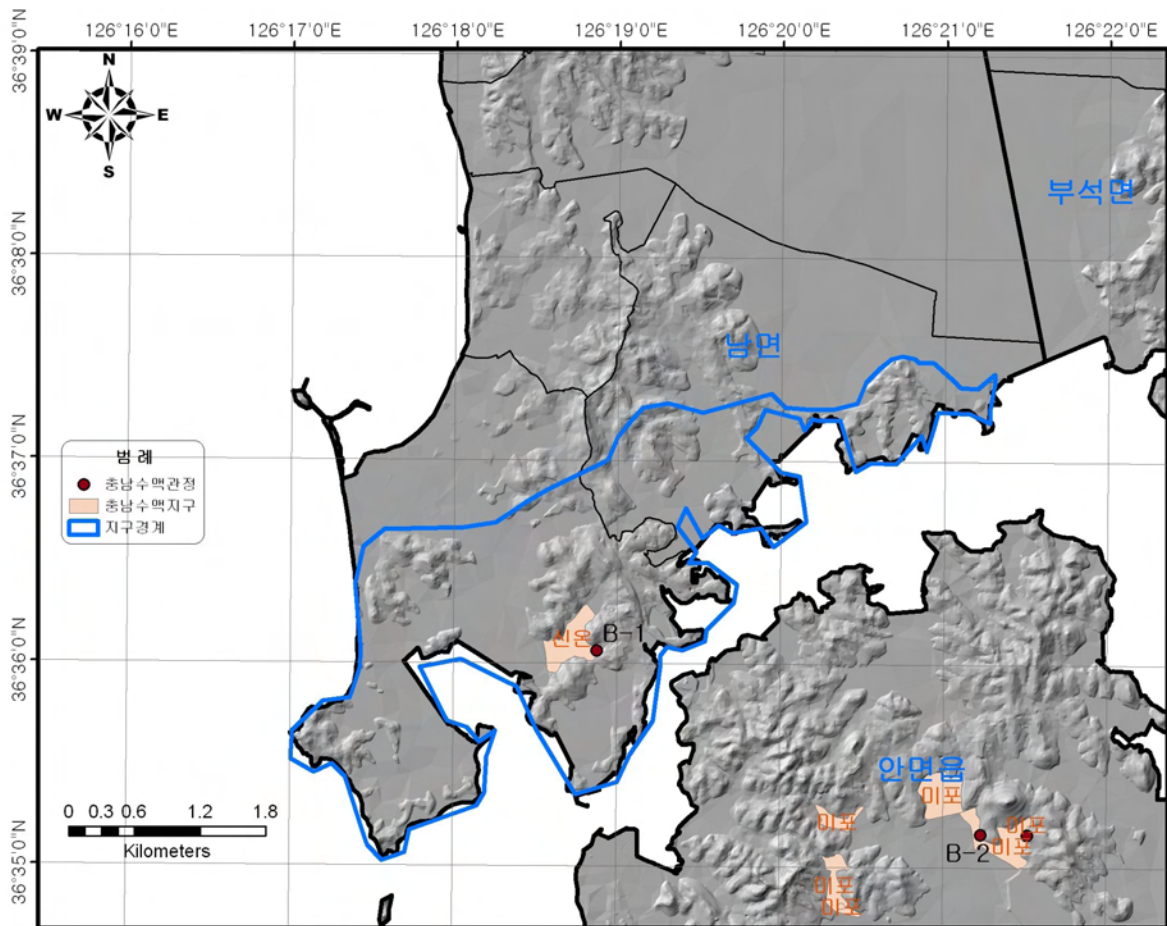 126°16'0"E 126°17'0"E 126°18'0"E 126°19'0"E 126°20'0"E 126°21'0"E 126°22'0"E
36°39'0"N
N
W E
S
부석면
36°38'0"N
남면
36°37'0"N
범 례
충남수맥관정
충남수맥지구
지구경계
신온 B-1
36°36'0"N
안면읍
미포
미포
미포
미포
B-2
0 0.3 0.6 1.2 1.8
Kilometers
36°35'0"N
미포
미포